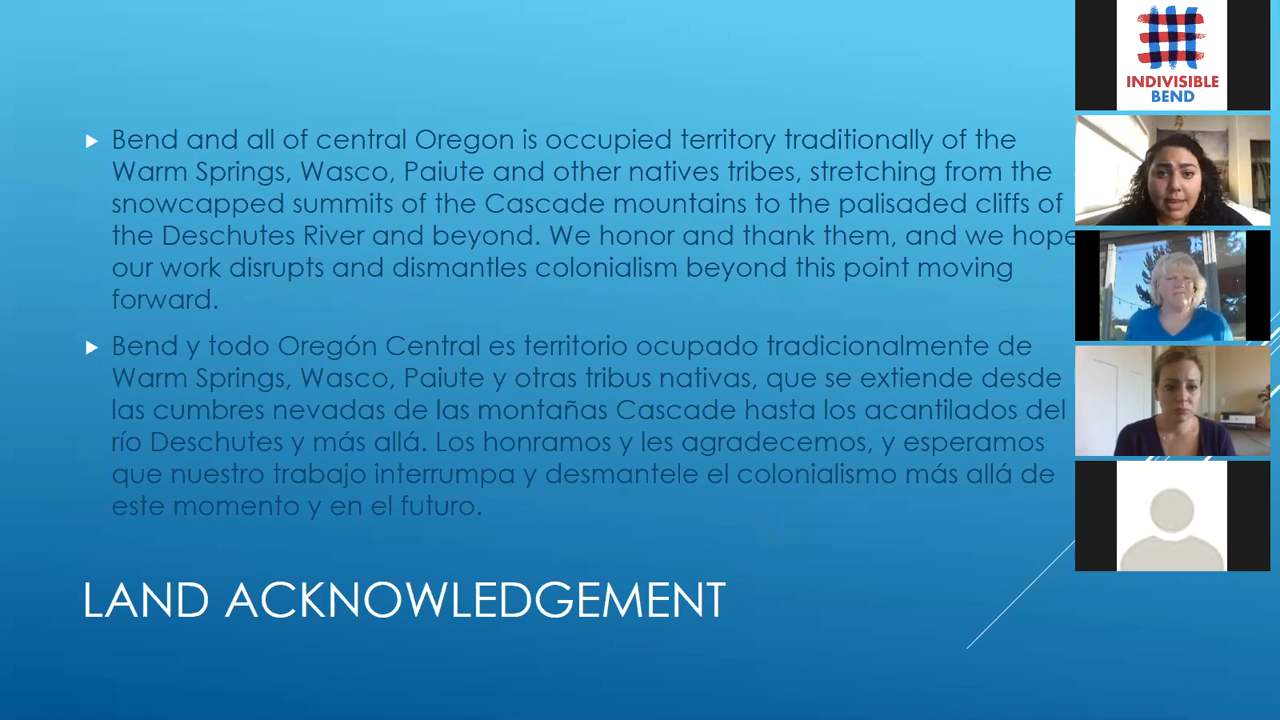 Bend and all of central Oregon is occupied territory traditionally of the
Warm Springs, Wasco, Paiute and other natives tribes, stretching from the
snowcapped summits of the Cascade mountains to the palisaded cliffs of
the Deschutes River and beyond. We honor and thank them, and we hope
our work disrupts and dismantles colonialism beyond this point moving
forward.
Bend y todo Oregón Central es territorio ocupado tradicionalmente de
Warm Springs, Wasco, Paiute y otras tribus nativas, que se extiende desde
las cumbres nevadas de las montañas Cascade hasta los acantilados del
río Deschutes y más allá. Los honramos y les agradecemos, y esperamos
que nuestro trabajo interrumpa y desmantele el colonialismo más allá de
este momento y en el futuro.
LAND ACKNOWLEDGEMENT
INDIVISIBLE
BEND